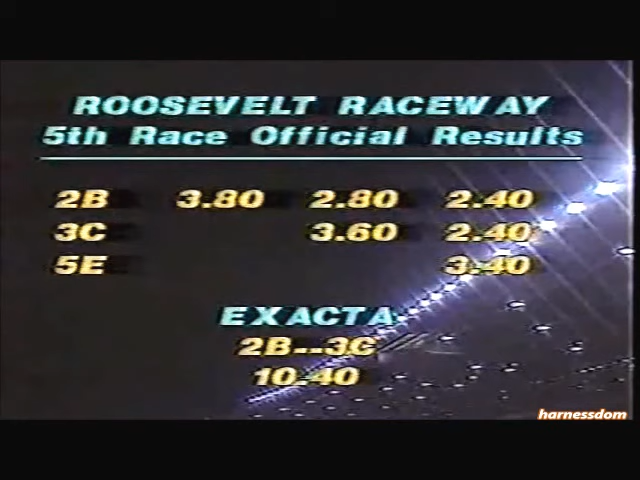 ROOSEVELT RACEWAY
5th Race Official Results
2B 3.80 2.80 2.40
3C 3.60 2.40
5E 3.40
EXACTA
2B--3C
10.40
harnessdom